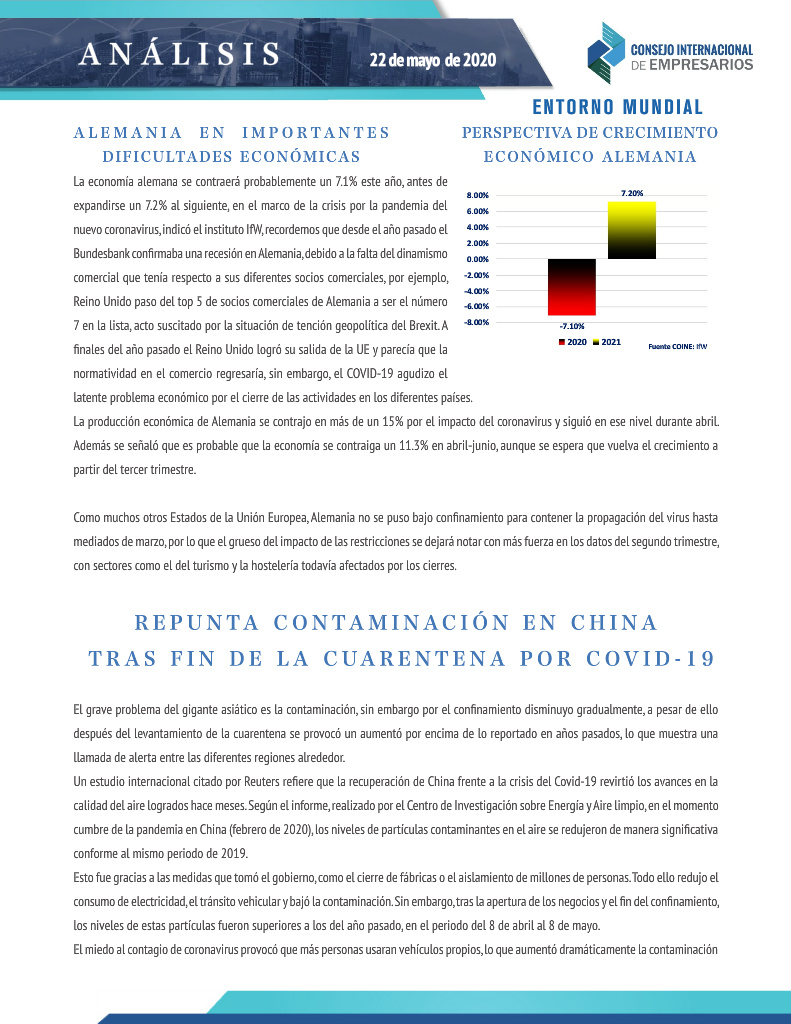 ANÁLISIS
22 de mayo de 2020
CONSEJO INTERNACIONAL
DE EMPRESARIOS
ENTORNO MUNDIAL
ALEMANIA EN IMPORTANTES
DIFICULTADES ECONÓMICAS
La economía alemana se contraerá probablemente un 7.1% este año, antes de
expandirse un 7.2% al siguiente, en el marco de la crisis por la pandemia del
nuevo coronavirus, indicó el instituto IfW, recordemos que desde el año pasado el
Bundesbank confirmaba una recesión en Alemania, debido a la falta del dinamismo
comercial que tenía respecto a sus diferentes socios comerciales, por ejemplo,
Reino Unido paso del top 5 de socios comerciales de Alemania a ser el número
7 en la lista, acto suscitado por la situación de tención geopolítica del Brexit. A
finales del año pasado el Reino Unido logró su salida de la UE y parecía que la
normatividad en el comercio regresaría, sin embargo, el COVID-19 agudizo el
latente problema económico por el cierre de las actividades en los diferentes países.
PERSPECTIVA DE CRECIMIENTO
ECONÓMICO ALEMANIA
8.00%
6.00%
4.00%
2.00%
0.00%
-2.00%
-4.00%
-6.00%
-8.00%
7.20%
-7.10%
2020 2021
Fuente COINE: IfW
La producción económica de Alemania se contrajo en más de un 15% por el impacto del coronavirus y siguió en ese nivel durante abril.
Además se señaló que es probable que la economía se contraiga un 11.3% en abril-junio, aunque se espera que vuelva el crecimiento a
partir del tercer trimestre.
Como muchos otros Estados de la Unión Europea, Alemania no se puso bajo confinamiento para contener la propagación del virus hasta
mediados de marzo, por lo que el grueso del impacto de las restricciones se dejará notar con más fuerza en los datos del segundo trimestre,
con sectores como el del turismo y la hostelería todavía afectados por los cierres.
REPUNTA CONTAMINACIÓN EN CHINA
TRAS FIN DE LA CUARENTENA POR COVID-19
El grave problema del gigante asiático es la contaminación, sin embargo por el confinamiento disminuyo gradualmente, a pesar de ello
después del levantamiento de la cuarentena se provocó un aumentó por encima de lo reportado en años pasados, lo que muestra una
llamada de alerta entre las diferentes regiones alrededor.
Un estudio internacional citado por Reuters refiere que la recuperación de China frente a la crisis del Covid-19 revirtió los avances en la
calidad del aire logrados hace meses. Según el informe, realizado por el Centro de Investigación sobre Energía y Aire limpio, en el momento
cumbre de la pandemia en China (febrero de 2020), los niveles de partículas contaminantes en el aire se redujeron de manera significativa
conforme al mismo periodo de 2019.
Esto fue gracias a las medidas que tomó el gobierno, como el cierre de fábricas o el aislamiento de millones de personas. Todo ello redujo el
consumo de electricidad, el tránsito vehicular y bajó la contaminación. Sin embargo, tras la apertura de los negocios y el fin del confinamiento,
los niveles de estas partículas fueron superiores a los del año pasado, en el periodo del 8 de abril al 8 de mayo.
El miedo al contagio de coronavirus provocó que más personas usaran vehículos propios, lo que aumentó dramáticamente la contaminación